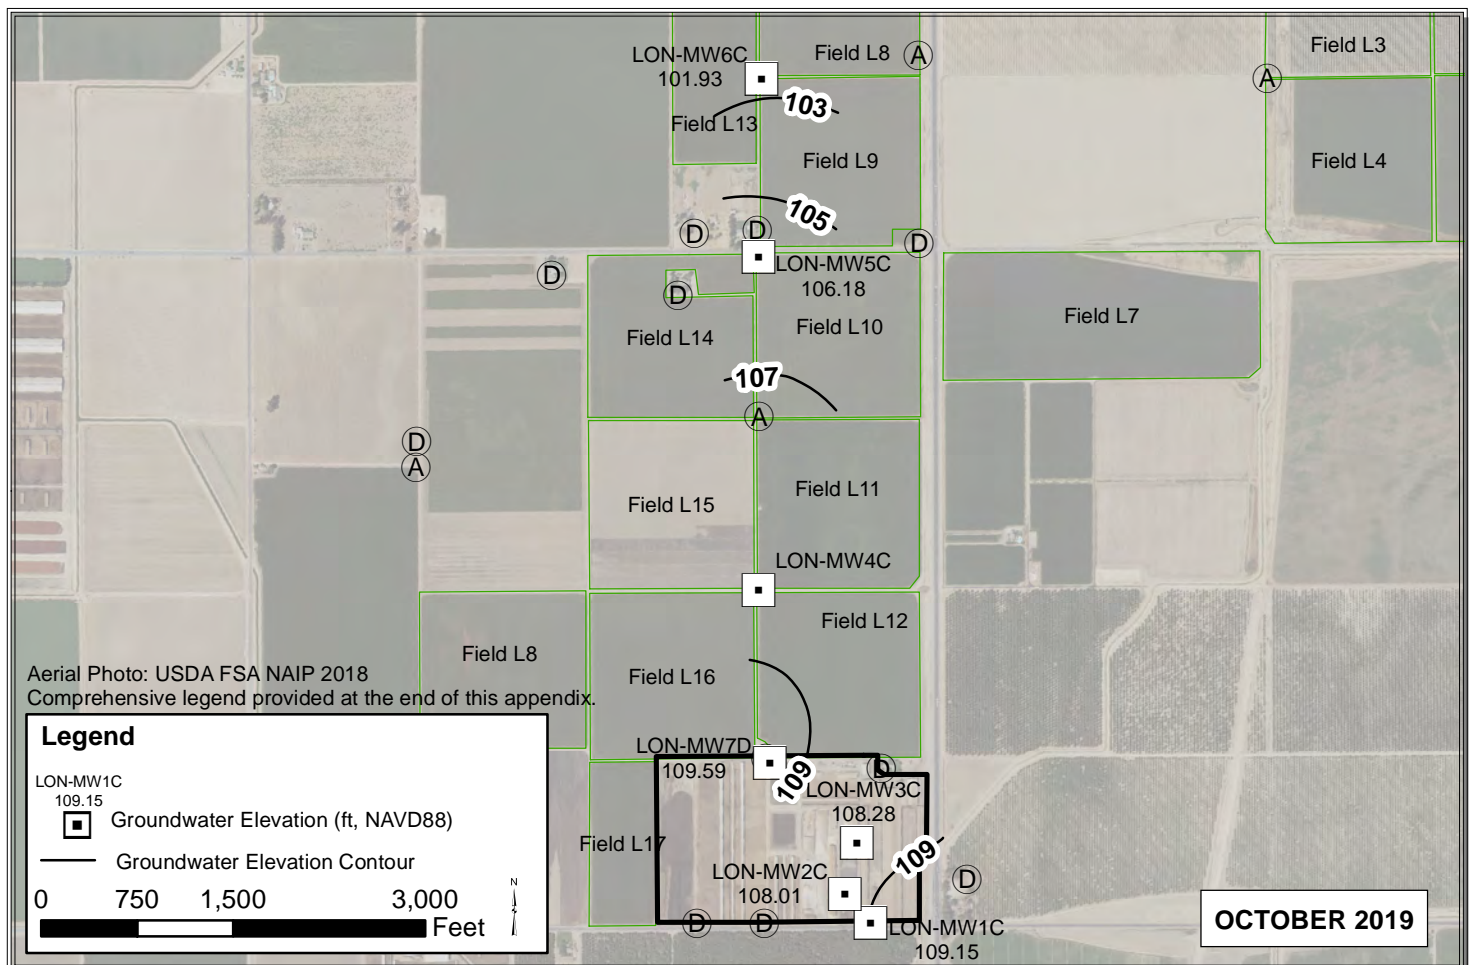 LON-MW6C
101.93
Field L8
A
Field L3
A
103
Field L13
Field L9
Field L4
105
D
D
D
LON-MW5C
106.18
D
D
Field L10
Field L14
Field L7
107
A
D
A
Field L11
Field L15
LON-MW4C
Field L12
Field L8
Field L16
Aerial Photo: USDA FSA NAIP 2018
Comprehensive legend provided at the end of this appendix.
LON-MW7D
109.59
109
D
LON-MW3C
108.28
Field L17
109
LON-MW2C
108.01
D
D
D
LON-MW1C
109.15
Legend
LON-MW1C
109.15
Groundwater Elevation (ft, NAVD88)
Groundwater Elevation Contour
0 750 1,500 3,000
Feet
N
OCTOBER 2019